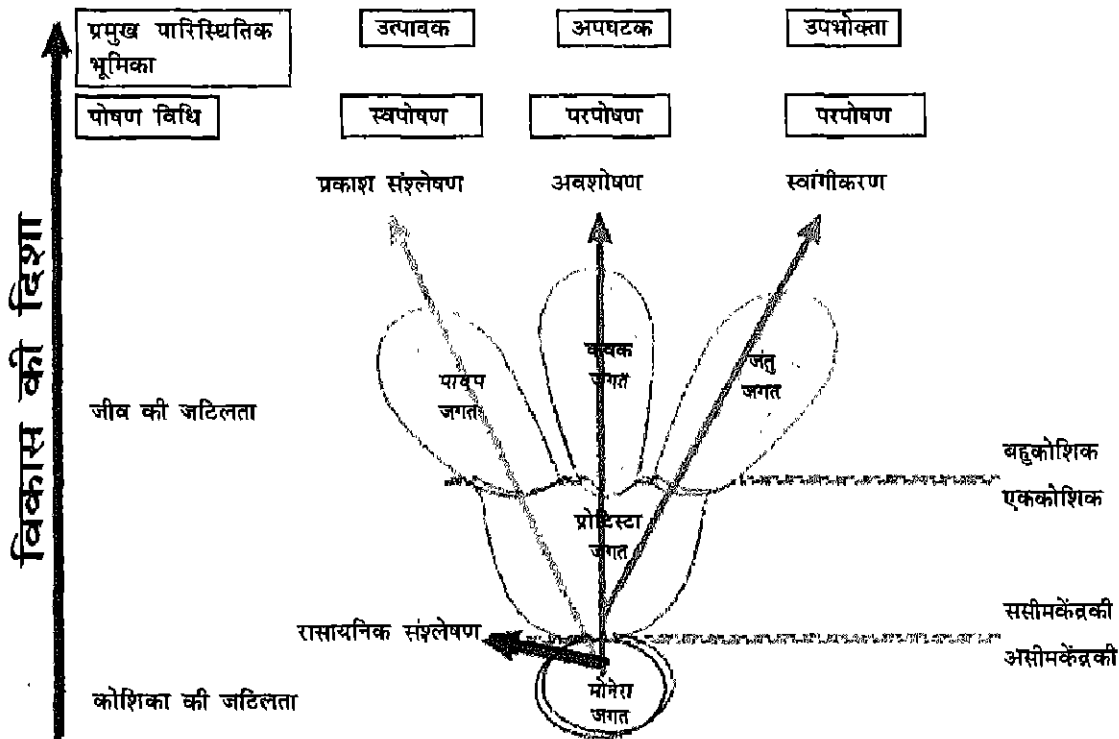 प्रमुख पारिस्थितिक
भूमिका
उत्पादक
अपघटक
उपभोक्ता
पोषण विधि
स्वपोषण
परपोषण
परपोषण
प्रकाश संश्लेषण
अवशोषण
स्वांगीकरण
विकास की दिशा
कवक
जगत
जंतु
जगत
पादप
जगत
जीव की जटिलता
बहुकोशिक
एककोशिक
प्रोटिस्टा
जगत
ससीमकेंद्रकी
रासायनिक संश्लेषण
असीमकेंद्रकी
मोनेरा
जगत
कोशिका की जटिलता